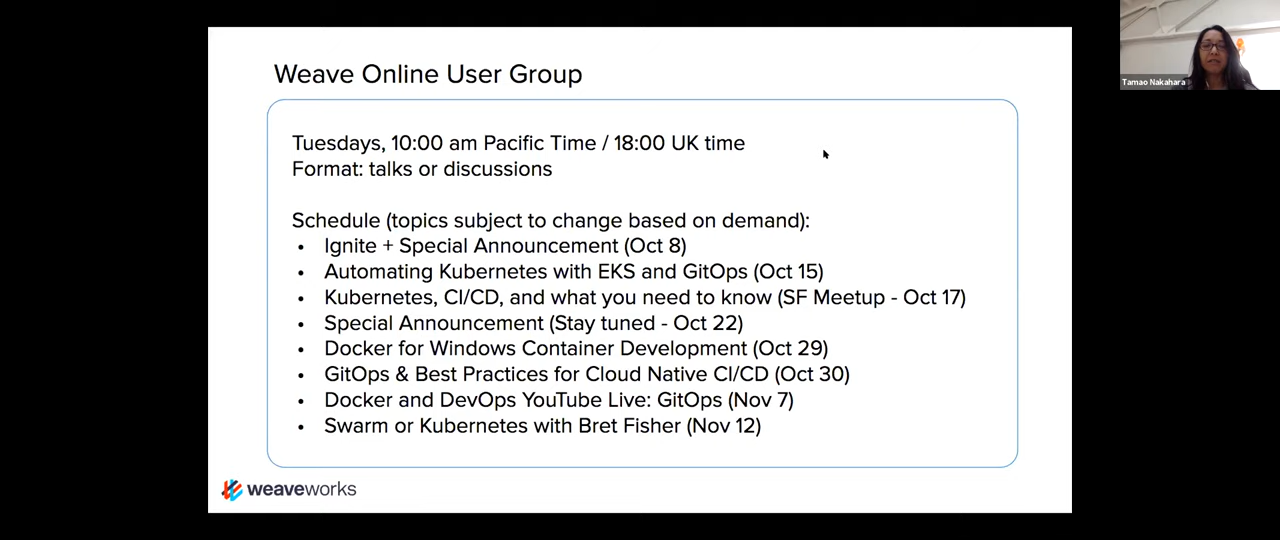 Weave Online User Group
Tuesdays, 10:00 am Pacific Time / 18:00 UK time
Format: talks or discussions
Schedule (topics subject to change based on demand):
• Ignite + Special Announcement (Oct 8)
• Automating Kubernetes with EKS and GitOps (Oct 15)
• Kubernetes, CI/CD, and what you need to know (SF Meetup - Oct 17)
• Special Announcement (Stay tuned - Oct 22)
• Docker for Windows Container Development (Oct 29)
• GitOps & Best Practices for Cloud Native CI/CD (Oct 30)
• Docker and DevOps YouTube Live: GitOps (Nov 7)
• Swarm or Kubernetes with Bret Fisher (Nov 12)
weaveworks
Tamao Nakahara